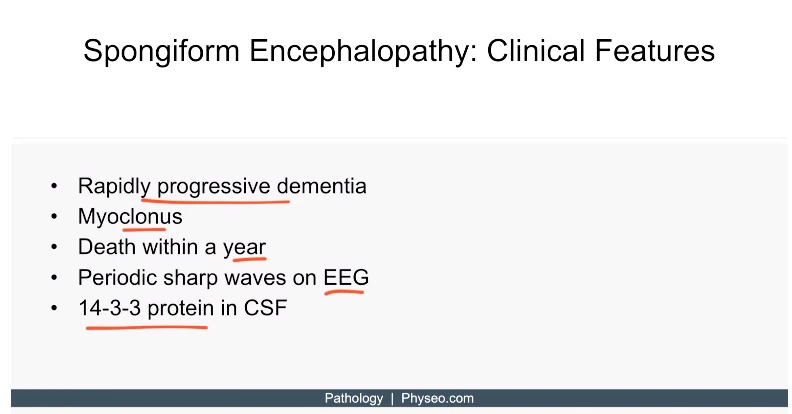 Spongiform Encephalopathy: Clinical Features
• Rapidly progressive dementia
• Myoclonus
• Death within a year
• Periodic sharp waves on EEG
• 14-3-3 protein in CSF
Pathology | Physeo.com